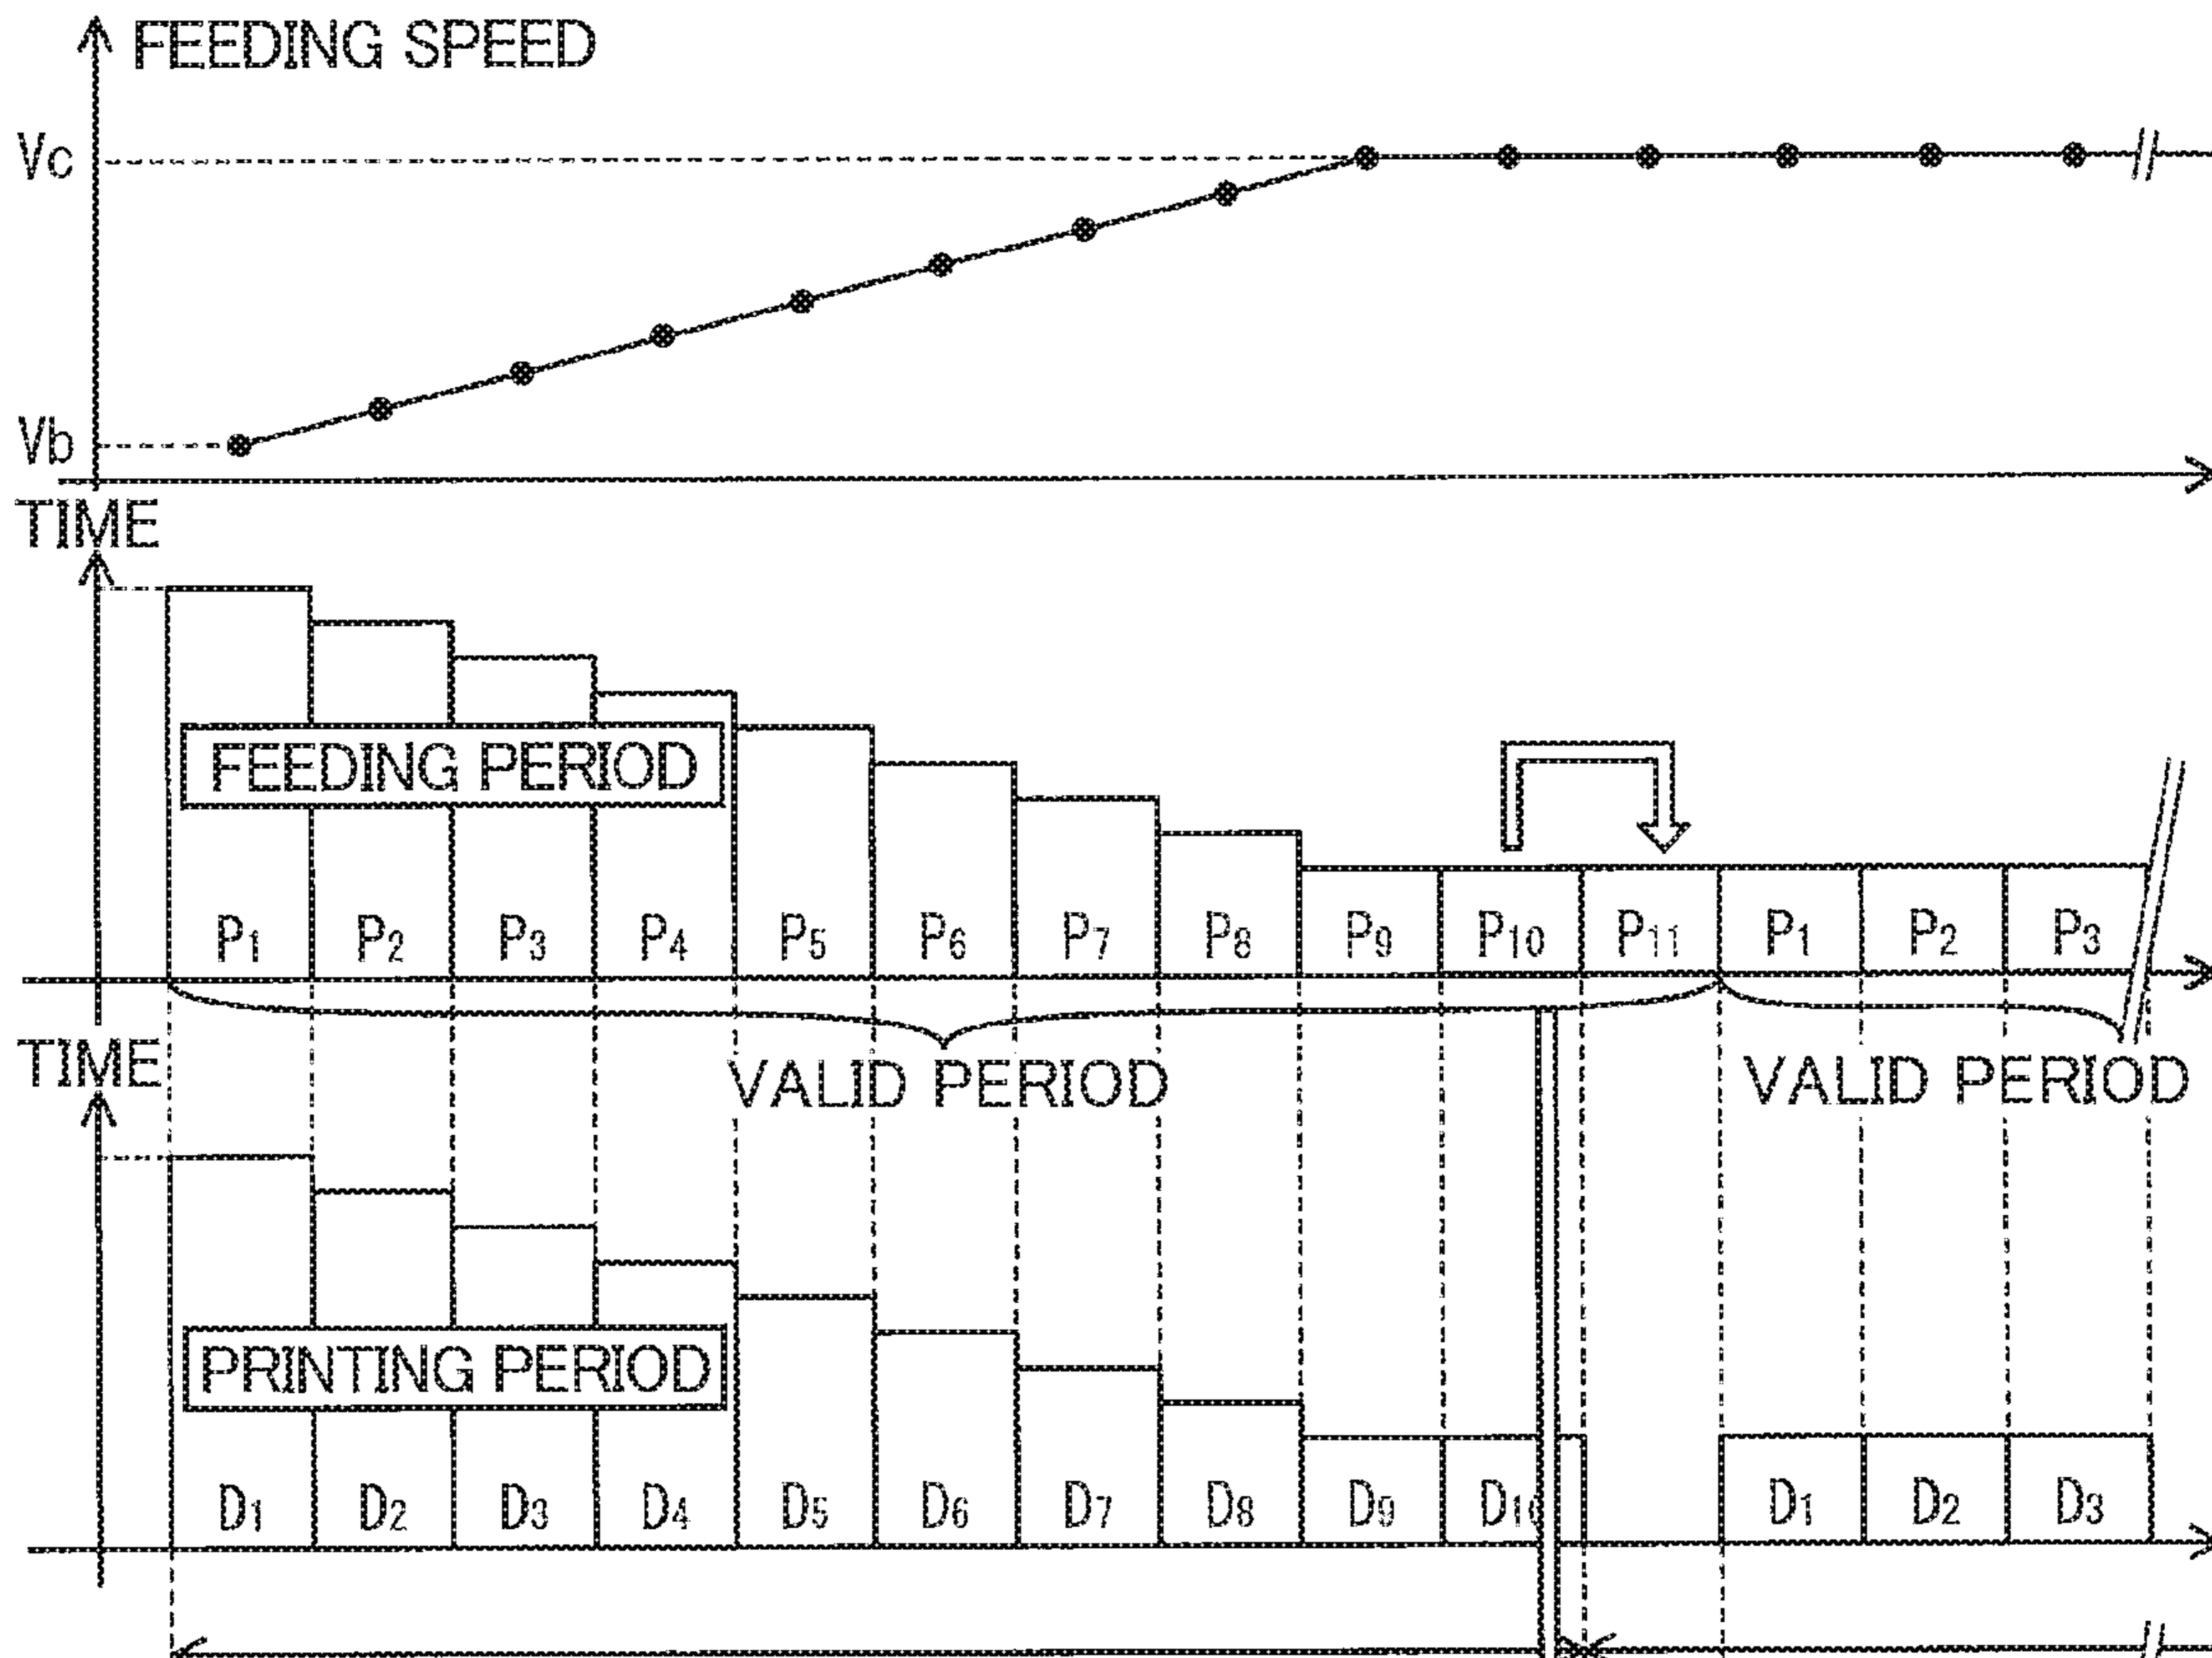 FEEDING SPEED
Vc
Vb
TIME
FEEDING PERIOD
P1 P2 P3 P4 P5 P6 P7 P8 P9 P10 P11 P1 P2 P3
TIME
VALID PERIOD VALID PERIOD
PRINTING PERIOD
D1 D2 D3 D4 D5 D6 D7 D8 D9 D10 D1 D2 D3